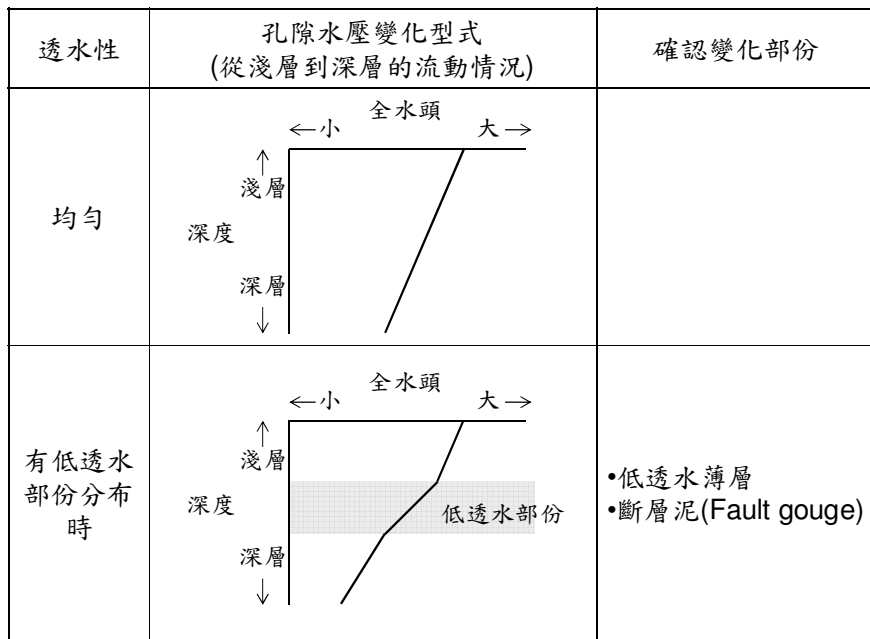 透水性
孔隙水壓變化型式
(從淺層到深層的流動情況)
確認變化部份
均勻
全水頭
←小
大→
↑
淺層
深度
深層
↓
有低透水
部份分布
時
全水頭
←小
大→
↑
淺層
深度
低透水部份
深層
↓
•低透水薄層
•斷層泥(Fault gouge)